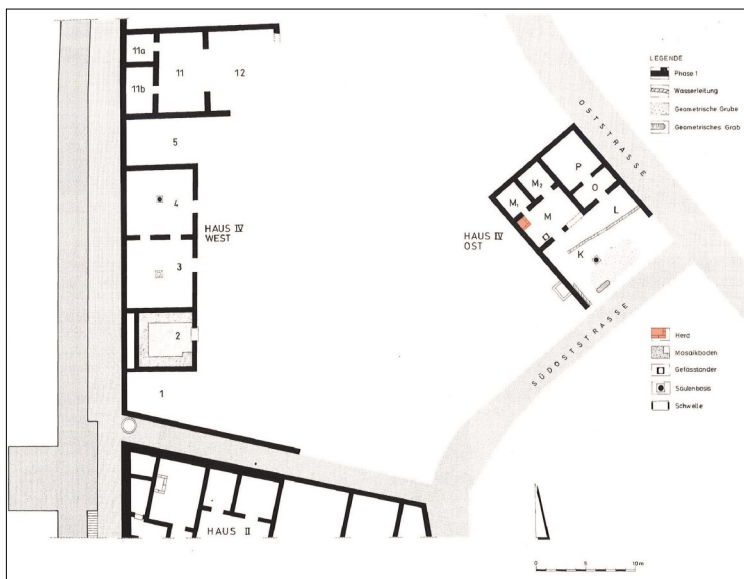 11a
11
12
11b
5
4
HAUS IV
WEST
3
2
1
HAUS II
OSTSTRASSE
P
M₂
O
M₁
L
M
HAUS IV
OST
K
SÜDOSTSTRASSE
LEGENDE
Phase 1
Wasserleitung
Geometrische Grube
Geometrisches Grab
Herd
Mosaikboden
Gefässtander
Säulenbasis
Schwelle
0 5 10m